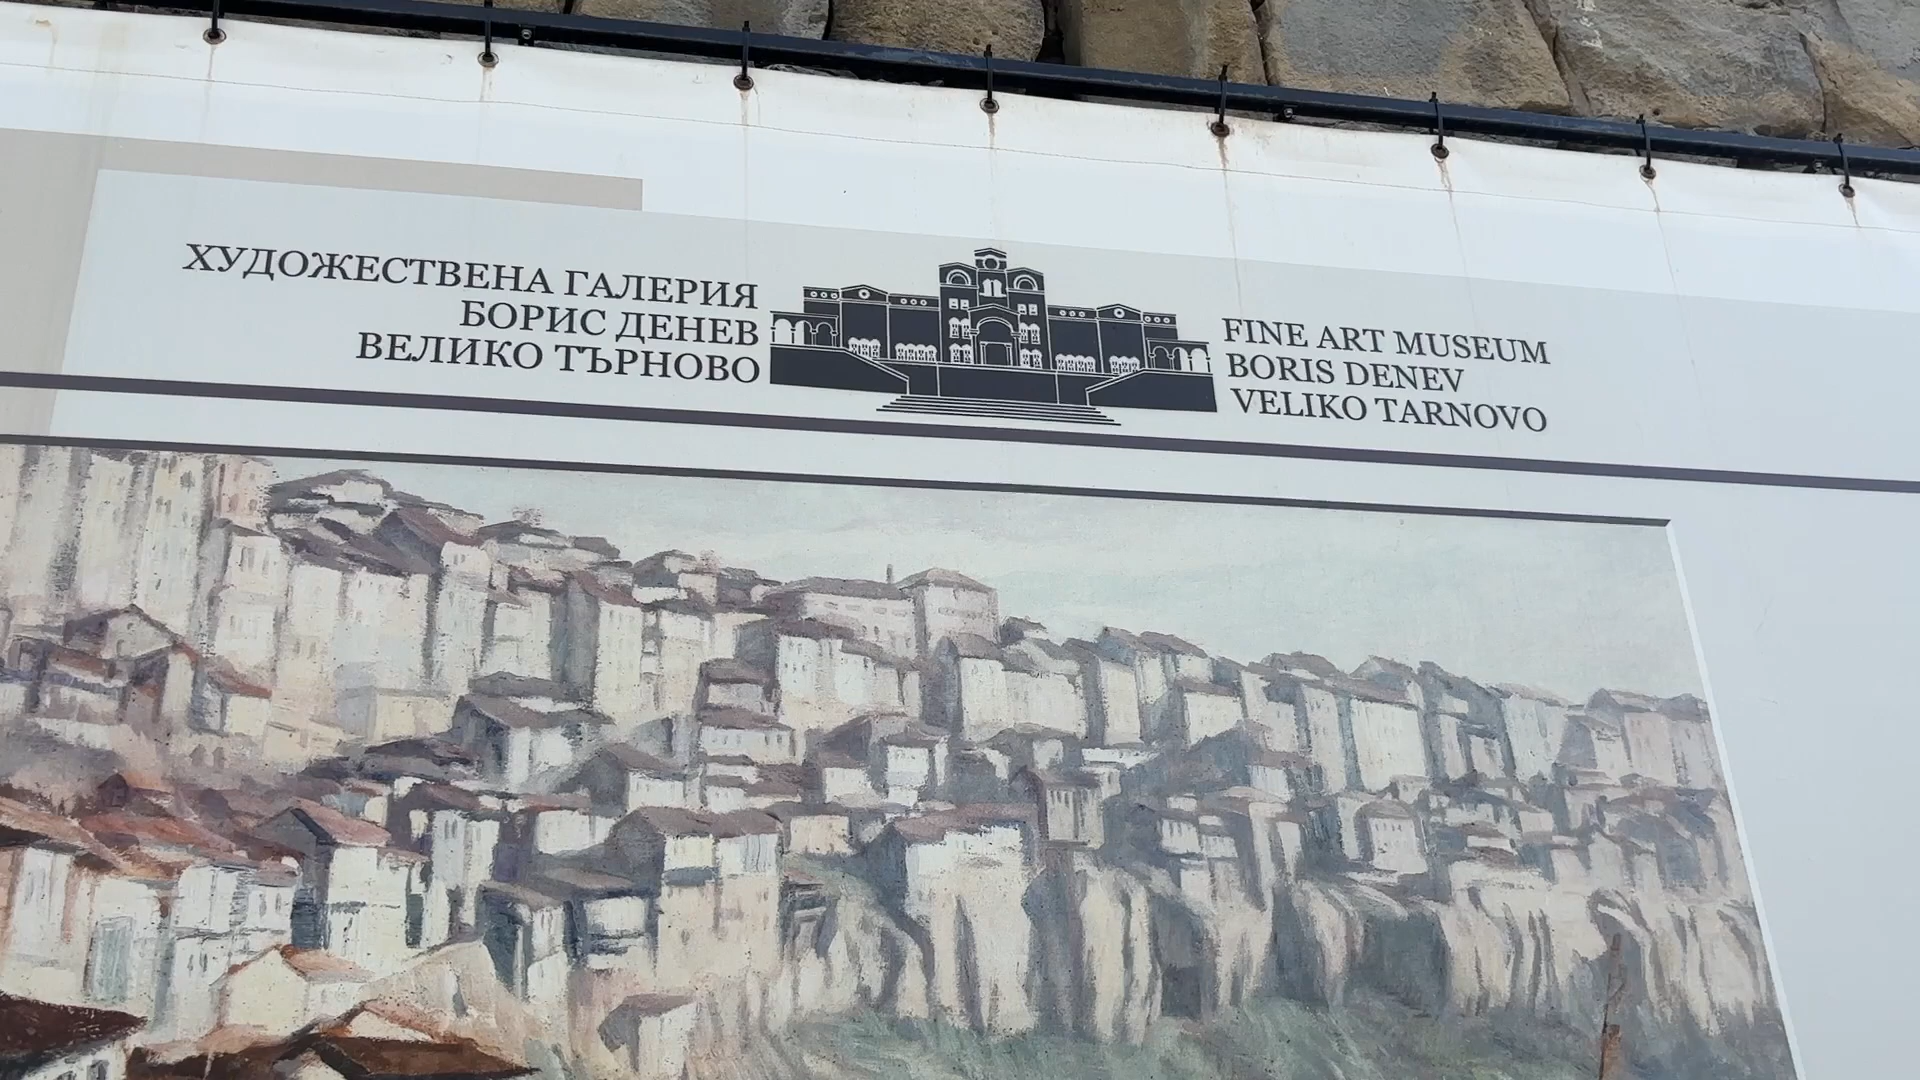 ХУДОЖЕСТВЕНА ГАЛЕРИЯ
БОРИС ДЕНЕВ
ВЕЛИКО ТЪРНОВО
FINE ART MUSEUM
BORIS DENEV
VELIKO TARNOVO